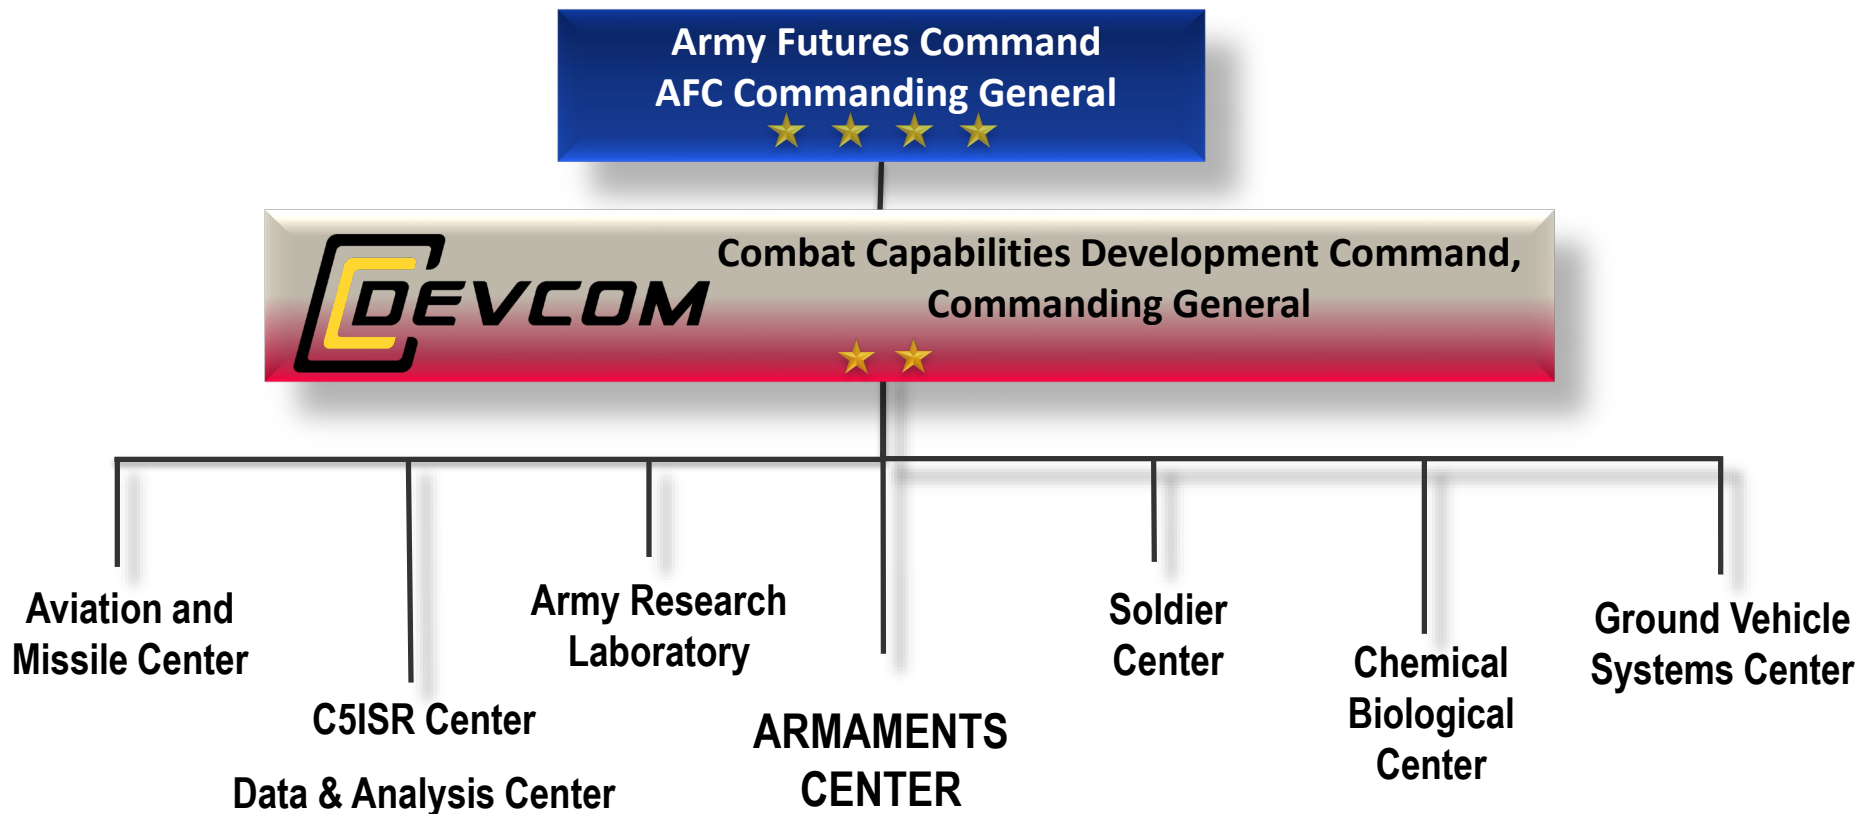 Army Futures Command
AFC Commanding General
DEVCOM
Combat Capabilities Development Command,
Commanding General
Aviation and
Missile Center
C5ISR Center
Data & Analysis Center
Army Research
Laboratory
ARMAMENTS
CENTER
Soldier
Center
Chemical
Biological
Center
Ground Vehicle
Systems Center